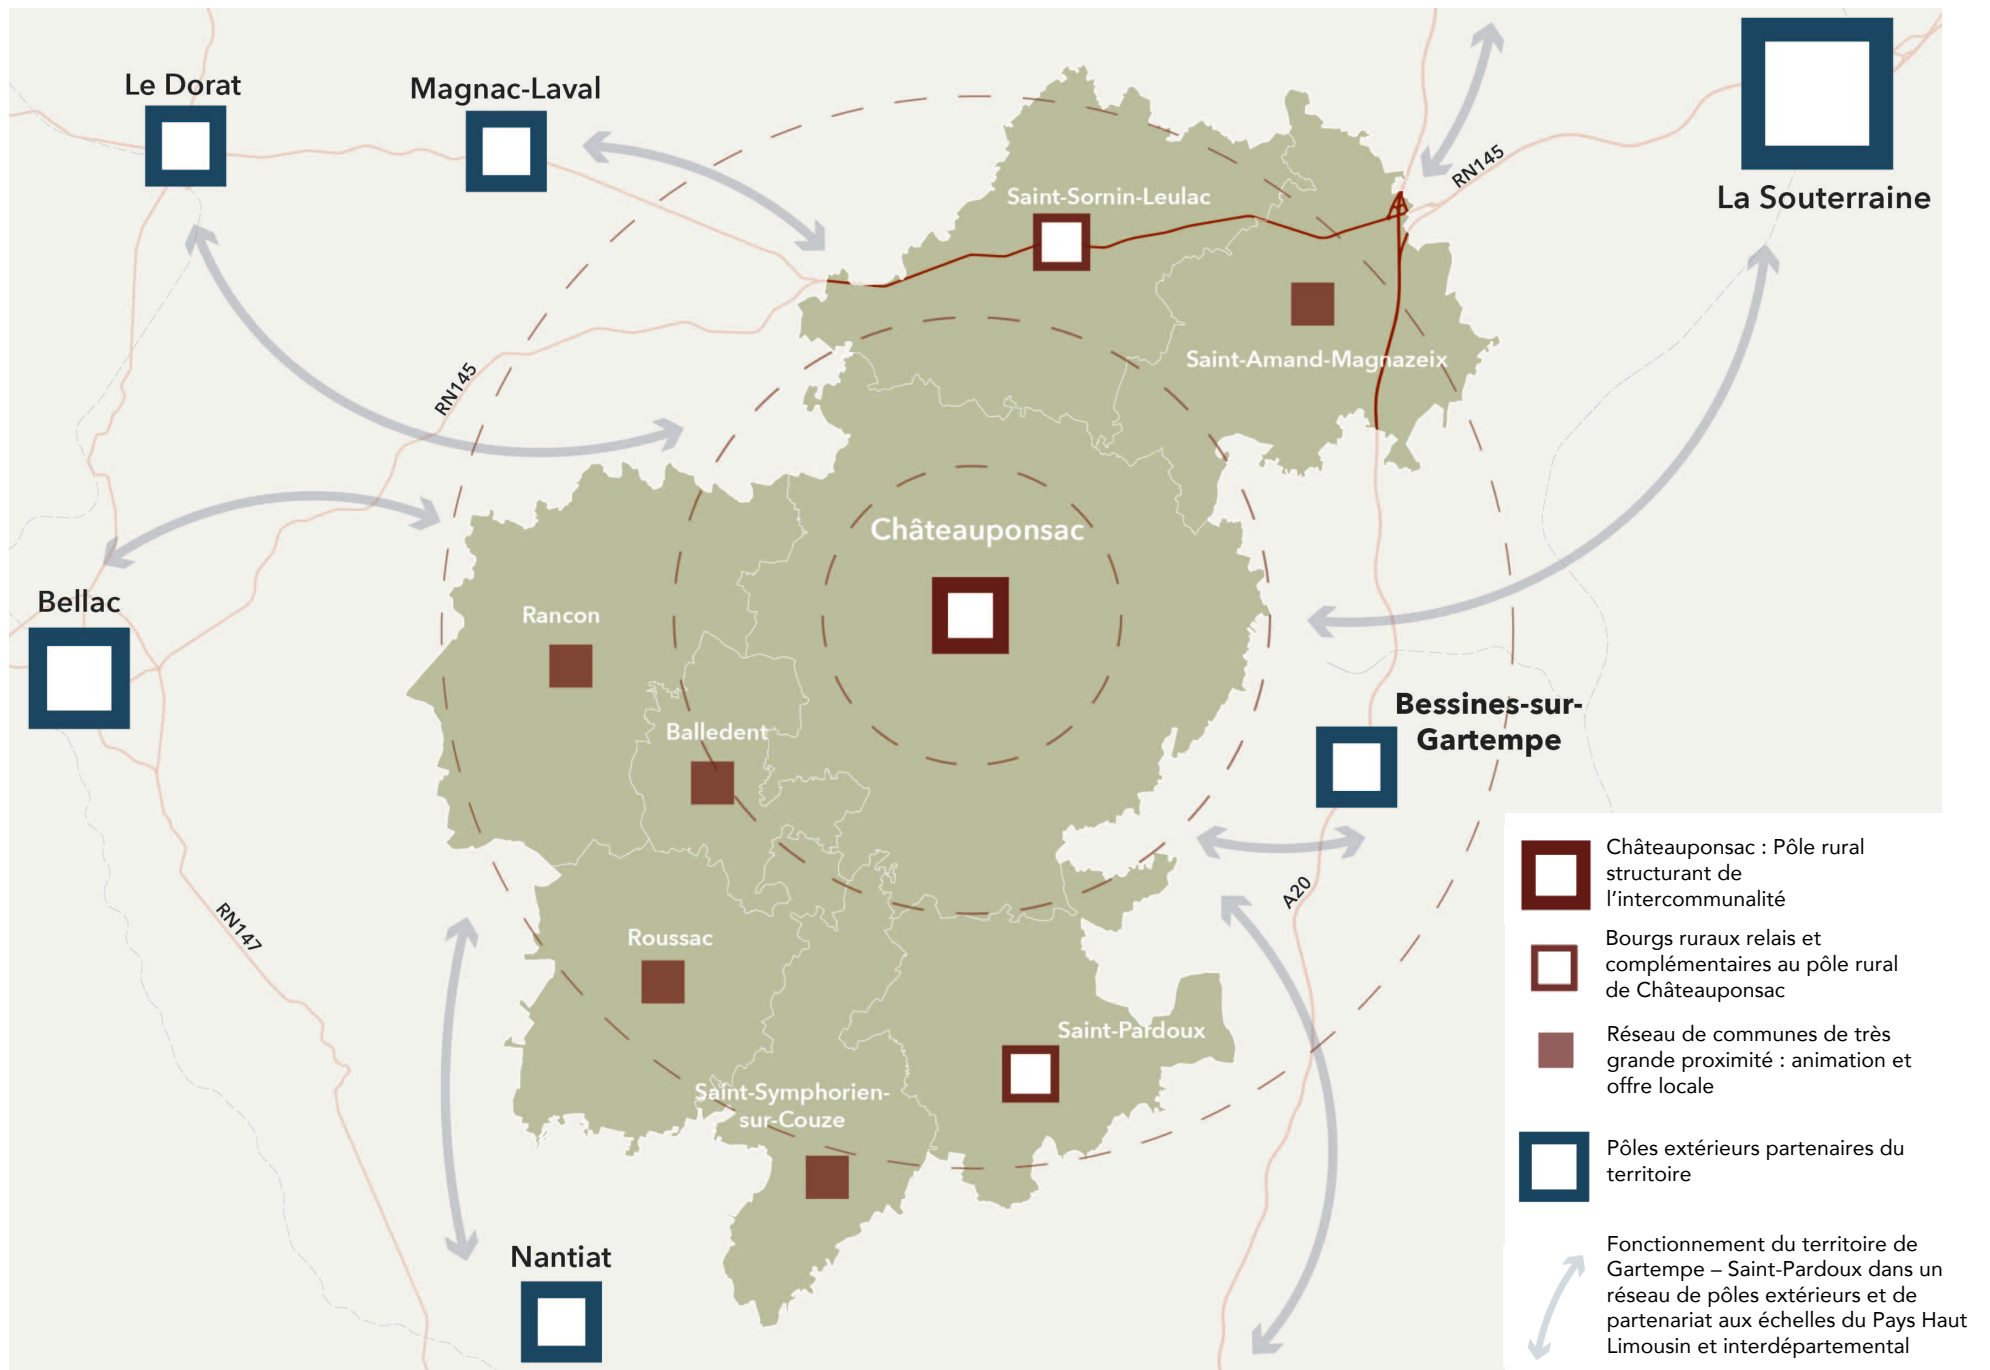 Le Dorat
Magnac-Laval
La Souterraine
RN145
Saint-Sornin-Leulac
Saint-Amand-Magnazeix
RN145
Châteauponsac
Bellac
Rancon
Balledent
Bessines-sur-
Gartempe
A20
RN147
Roussac
Saint-Pardoux
Saint-Symphorien-
sur-Couze
Nantiat
Châteauponsac : Pôle rural
structurant de
l'intercommunalité
Bourgs ruraux relais et
complémentaires au pôle rural
de Châteauponsac
Réseau de communes de très
grande proximité : animation et
offre locale
Pôles extérieurs partenaires du
territoire
Fonctionnement du territoire de
Gartempe – Saint-Pardoux dans un
réseau de pôles extérieurs et de
partenariat aux échelles du Pays Haut
Limousin et interdépartemental